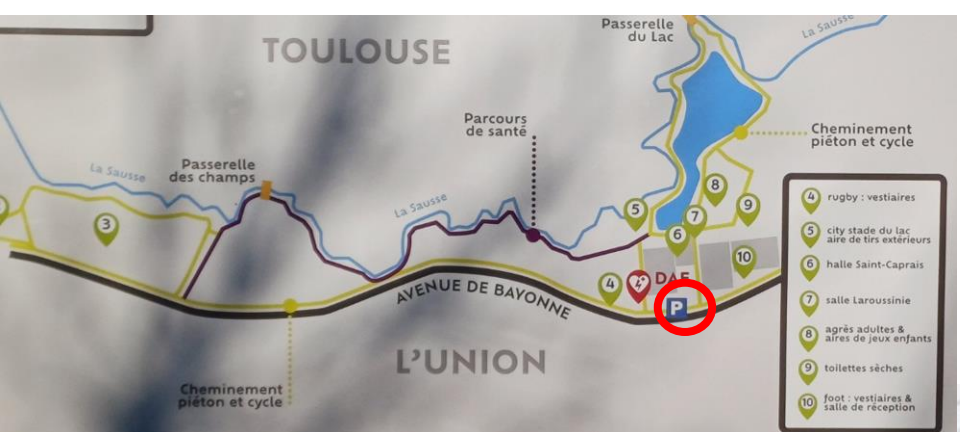 Passerelle
du Lac
La Sausse
TOULOUSE
Parcours
de santé
Cheminement
piéton et cycle
Passerelle
des champs
La Sausse
La Sausse
3
5
7
8
9
6
10
4
DAE
P
AVENUE DE BAYONNE
L'UNION
Cheminement
piéton et cycle
4 rugby : vestiaires
5 city stade du lac
aire de tirs extérieurs
6 halle Saint-Caprais
7 salle Laroussinie
8 agrès adultes &
aires de jeux enfants
9 toilettes sèches
10 foot : vestiaires &
salle de réception